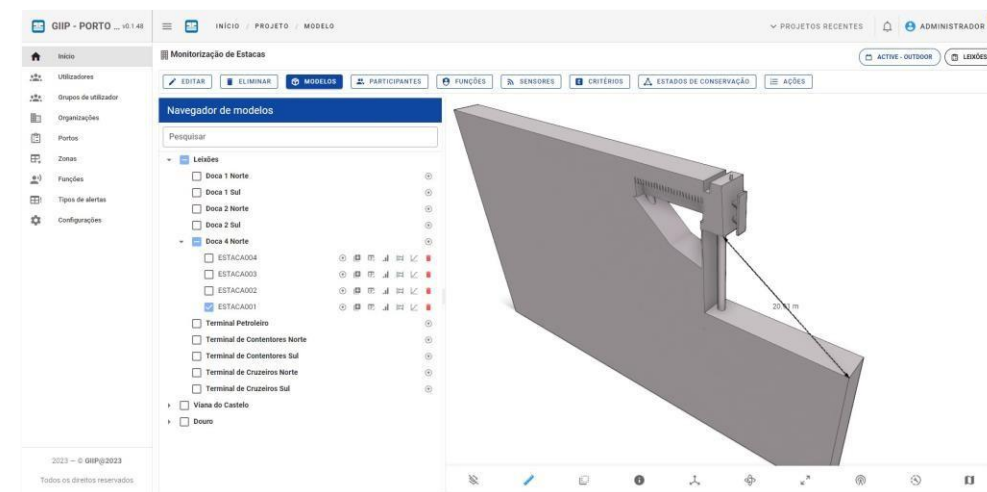 GIIP - PORTO ... v0.1.48
INÍCIO / PROJETO / MODELO
PROJETOS RECENTES
ADMINISTRADOR
Início
Utilizadores
Grupos de utilizador
Organizações
Portos
Zonas
Funções
Tipos de alertas
Configurações
2023 — © GIIP@2023
Todos os direitos reservados
Monitorização de Estacas
ACTIVE - OUTDOOR
LEIXÕES
EDITAR
ELIMINAR
MODELOS
PARTICIPANTES
FUNÇÕES
SENSORES
CRITÉRIOS
ESTADOS DE CONSERVAÇÃO
AÇÕES
Navegador de modelos
Pesquisar
Leixões
Doca 1 Norte
Doca 1 Sul
Doca 2 Norte
Doca 2 Sul
Doca 4 Norte
ESTACA004
ESTACA003
ESTACA002
ESTACA001
Terminal Petroleiro
Terminal de Contentores Norte
Terminal de Contentores Sul
Terminal de Cruzeiros Norte
Terminal de Cruzeiros Sul
Viana do Castelo
Douro